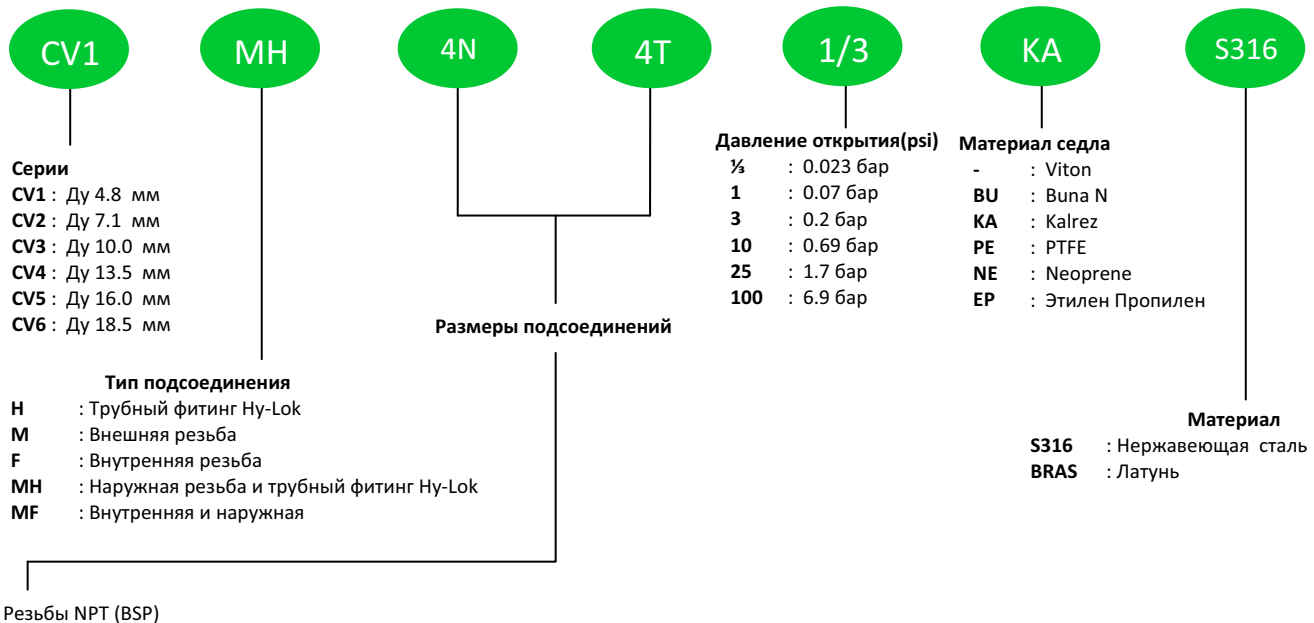 CV1 MH 4N 4T 1/3 KA S316
Серии
CV1 : Ду 4.8 мм
CV2 : Ду 7.1 мм
CV3 : Ду 10.0 мм
CV4 : Ду 13.5 мм
CV5 : Ду 16.0 мм
CV6 : Ду 18.5 мм
Давление открытия(psi)
⅓ : 0.023 бар
1 : 0.07 бар
3 : 0.2 бар
10 : 0.69 бар
25 : 1.7 бар
100 : 6.9 бар
Материал седла
- : Viton
BU : Buna N
KA : Kalrez
PE : PTFE
NE : Neoprene
EP : Этилен Пропилен
Размеры подсоединений
Тип подсоединения
H : Трубный фитинг Hy-Lok
M : Внешняя резьба
F : Внутренняя резьба
MH : Наружная резьба и трубный фитинг Hy-Lok
MF : Внутренняя и наружная
Материал
S316 : Нержавеющая сталь
BRAS : Латунь
Резьбы NPT (BSP)